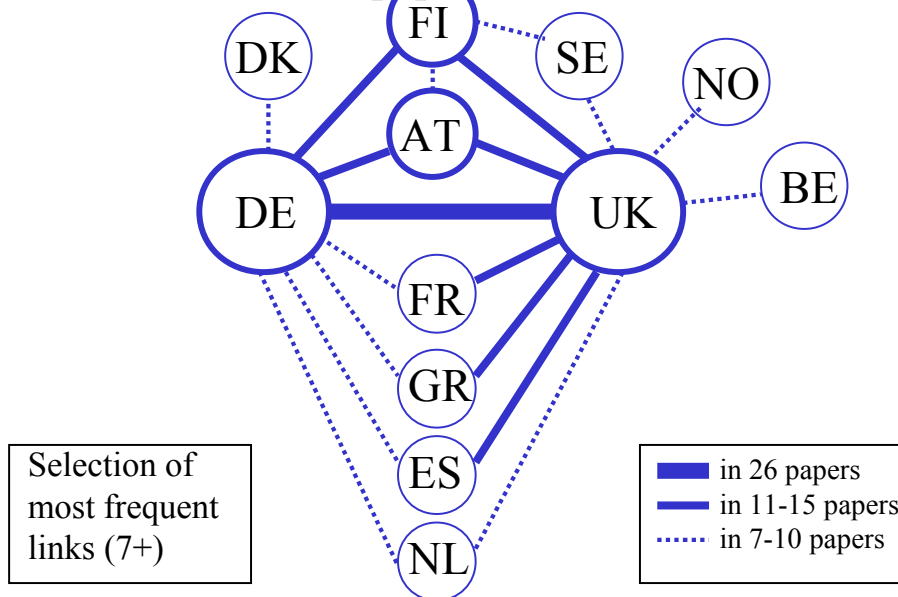 FI
DK
SE
NO
AT
BE
DE
UK
FR
GR
ES
NL
Selection of
most frequent
links (7+)
in 26 papers
in 11-15 papers
in 7-10 papers